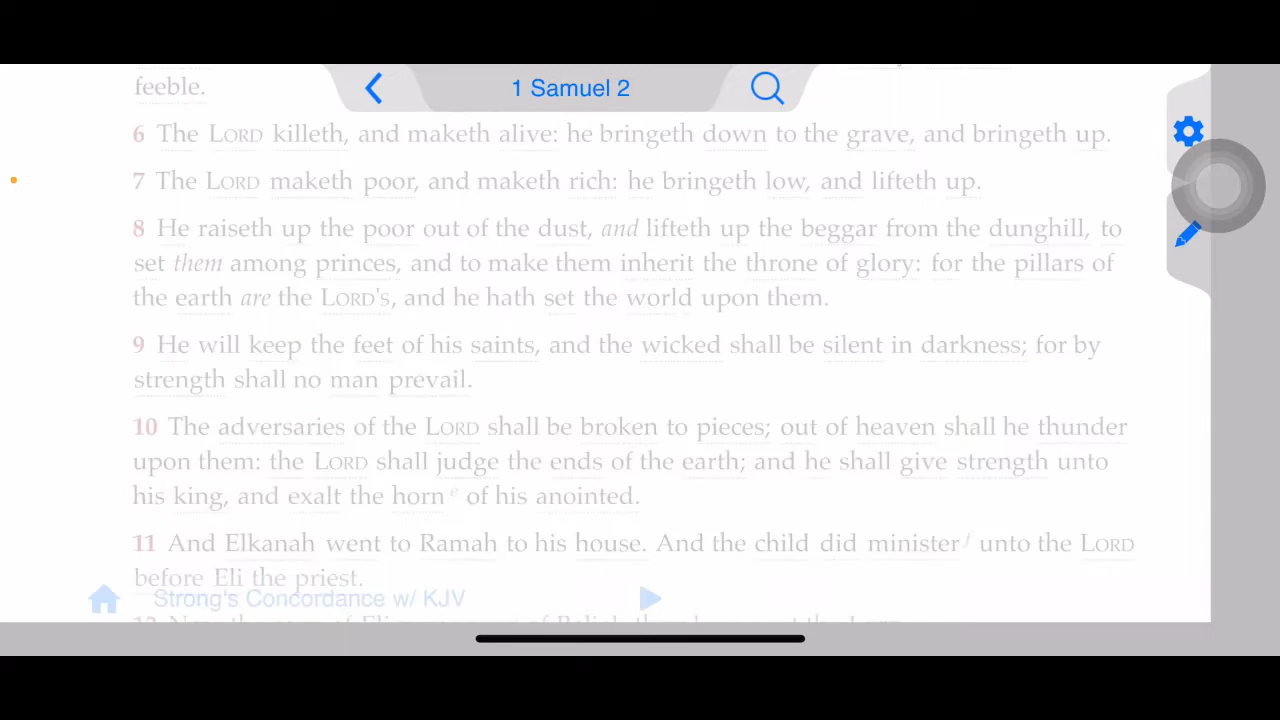 1 Samuel 2
feeble.
6 The LORD killeth, and maketh alive: he bringeth down to the grave, and bringeth up.
7 The LORD maketh poor, and maketh rich: he bringeth low, and lifteth up.
8 He raiseth up the poor out of the dust, and lifteth up the beggar from the dunghill, to
set them among princes, and to make them inherit the throne of glory: for the pillars of
the earth are the LORD'S, and he hath set the world upon them.
9 He will keep the feet of his saints, and the wicked shall be silent in darkness; for by
strength shall no man prevail.
10 The adversaries of the LORD shall be broken to pieces; out of heaven shall he thunder
upon them: the LORD shall judge the ends of the earth; and he shall give strength unto
his king, and exalt the horn e of his anointed.
11 And Elkanah went to Ramah to his house. And the child did minister f unto the LORD
before Eli the priest.
Strong's Concordance w/ KJV